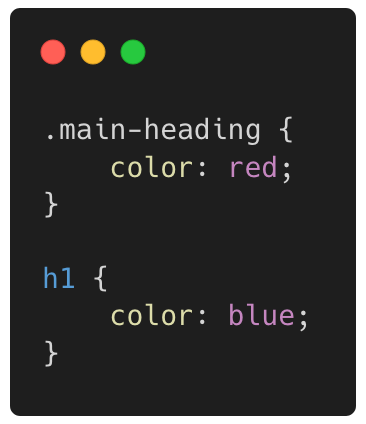 .main-heading {
    color: red;
}

h1 {
    color: blue;
}